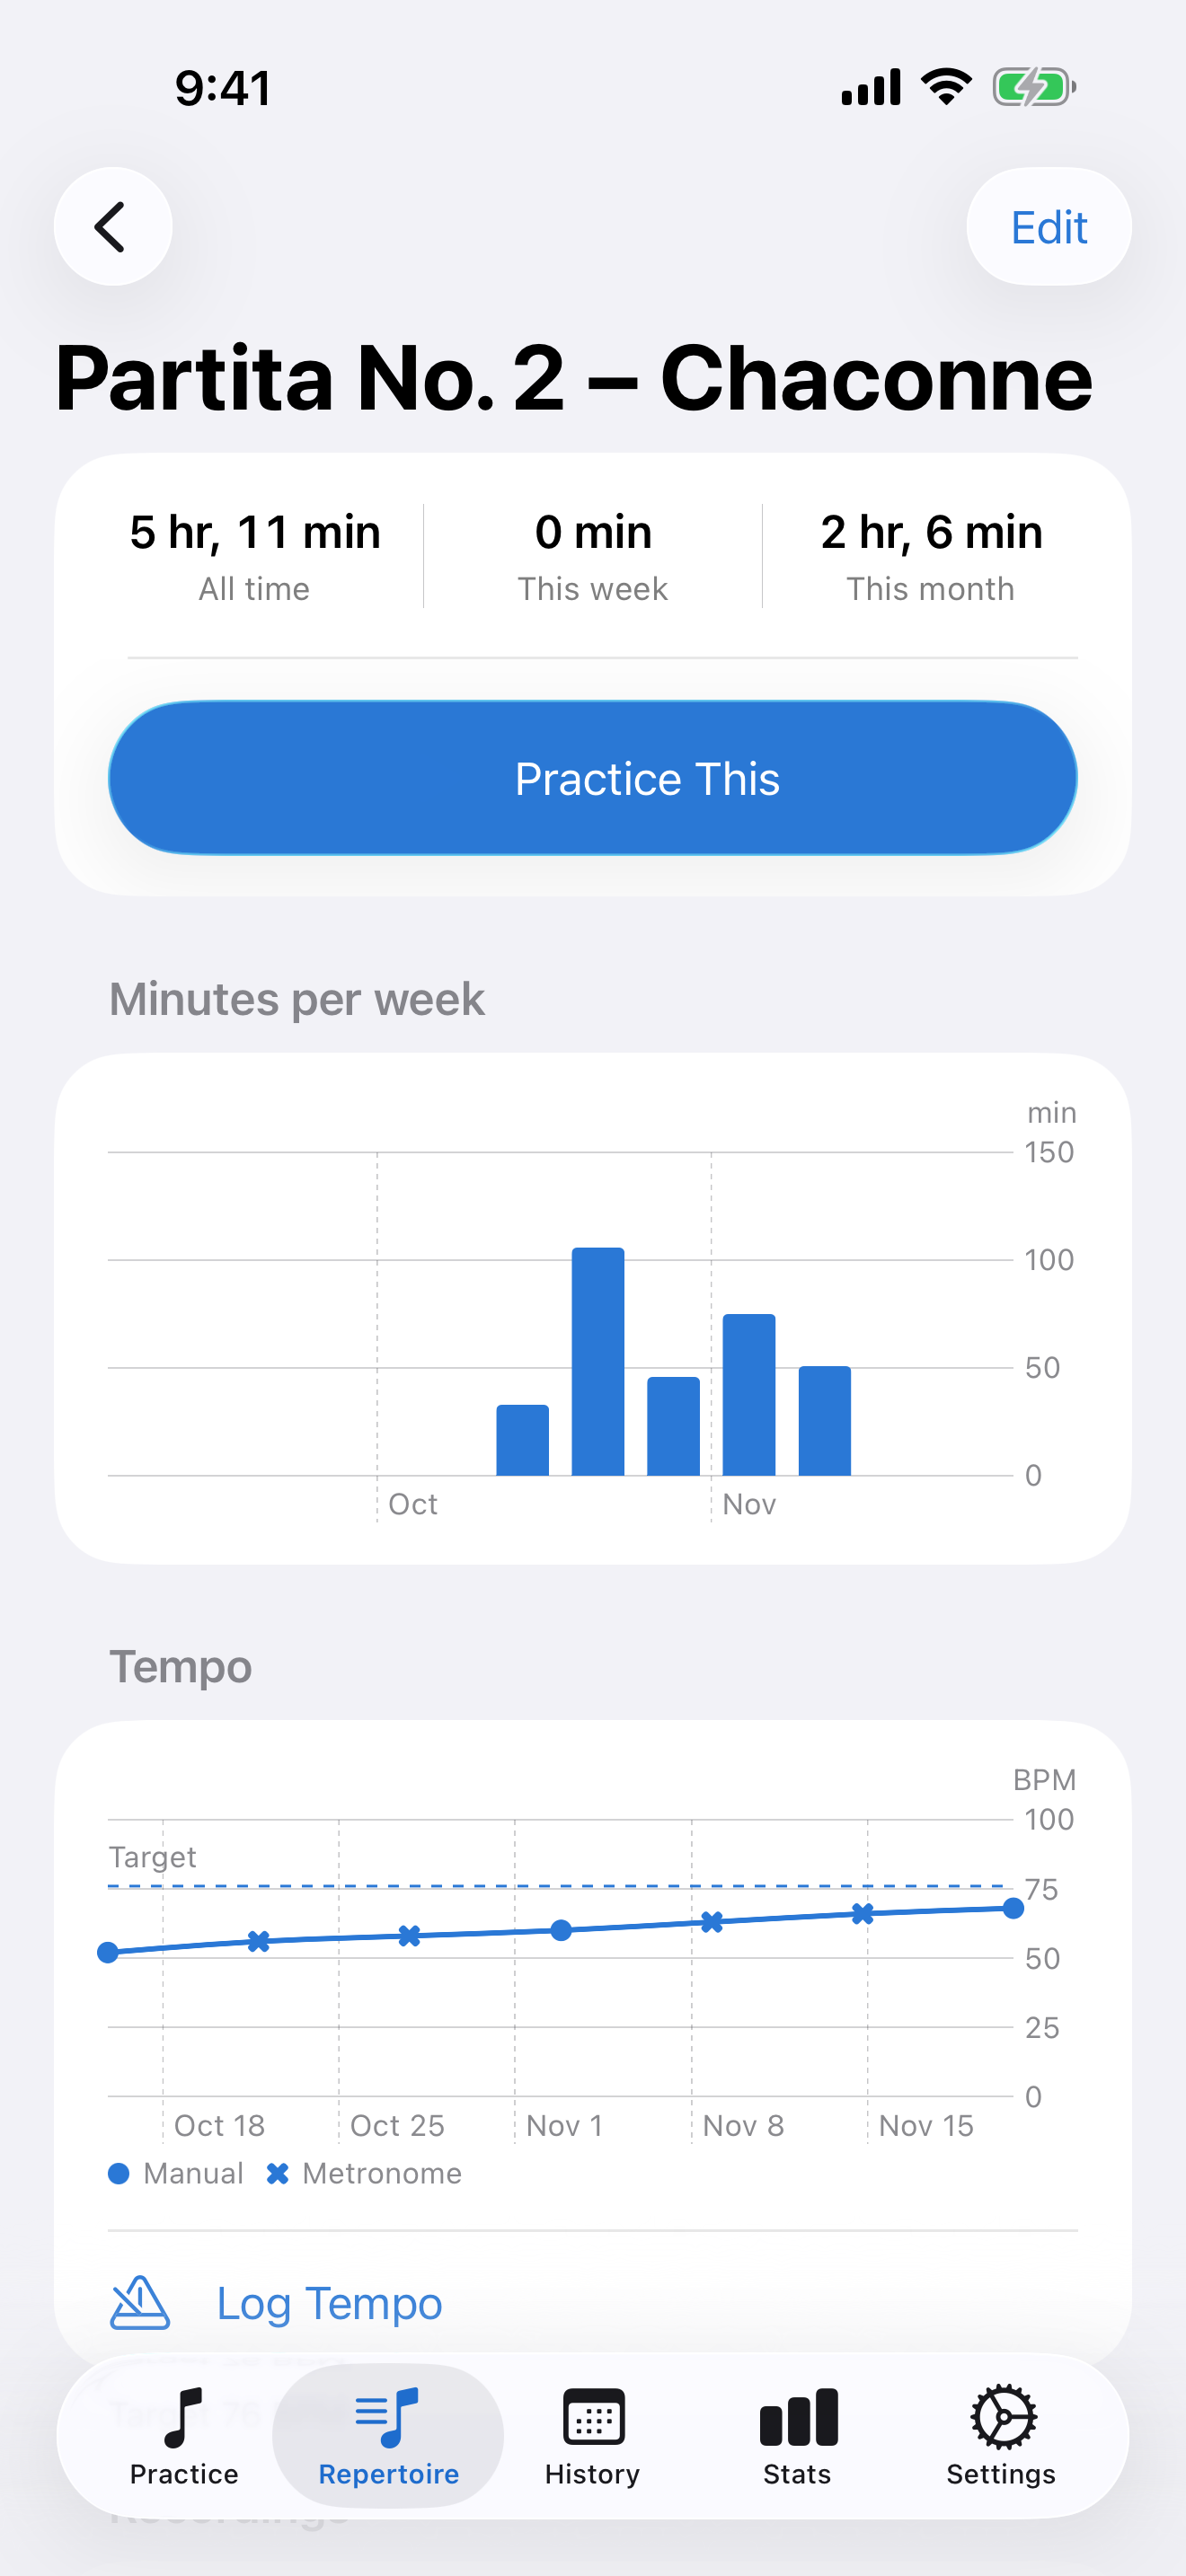 9:41
Edit
Partita No. 2 – Chaconne
5 hr, 11 min
All time
0 min
This week
2 hr, 6 min
This month
Practice This
Minutes per week
min
150
100
50
0
Oct
Nov
Tempo
BPM
100
Target
75
50
25
0
Oct 18
Oct 25
Nov 1
Nov 8
Nov 15
Manual
Metronome
Log Tempo
Target 76
Practice
Repertoire
History
Stats
Settings
Recordings